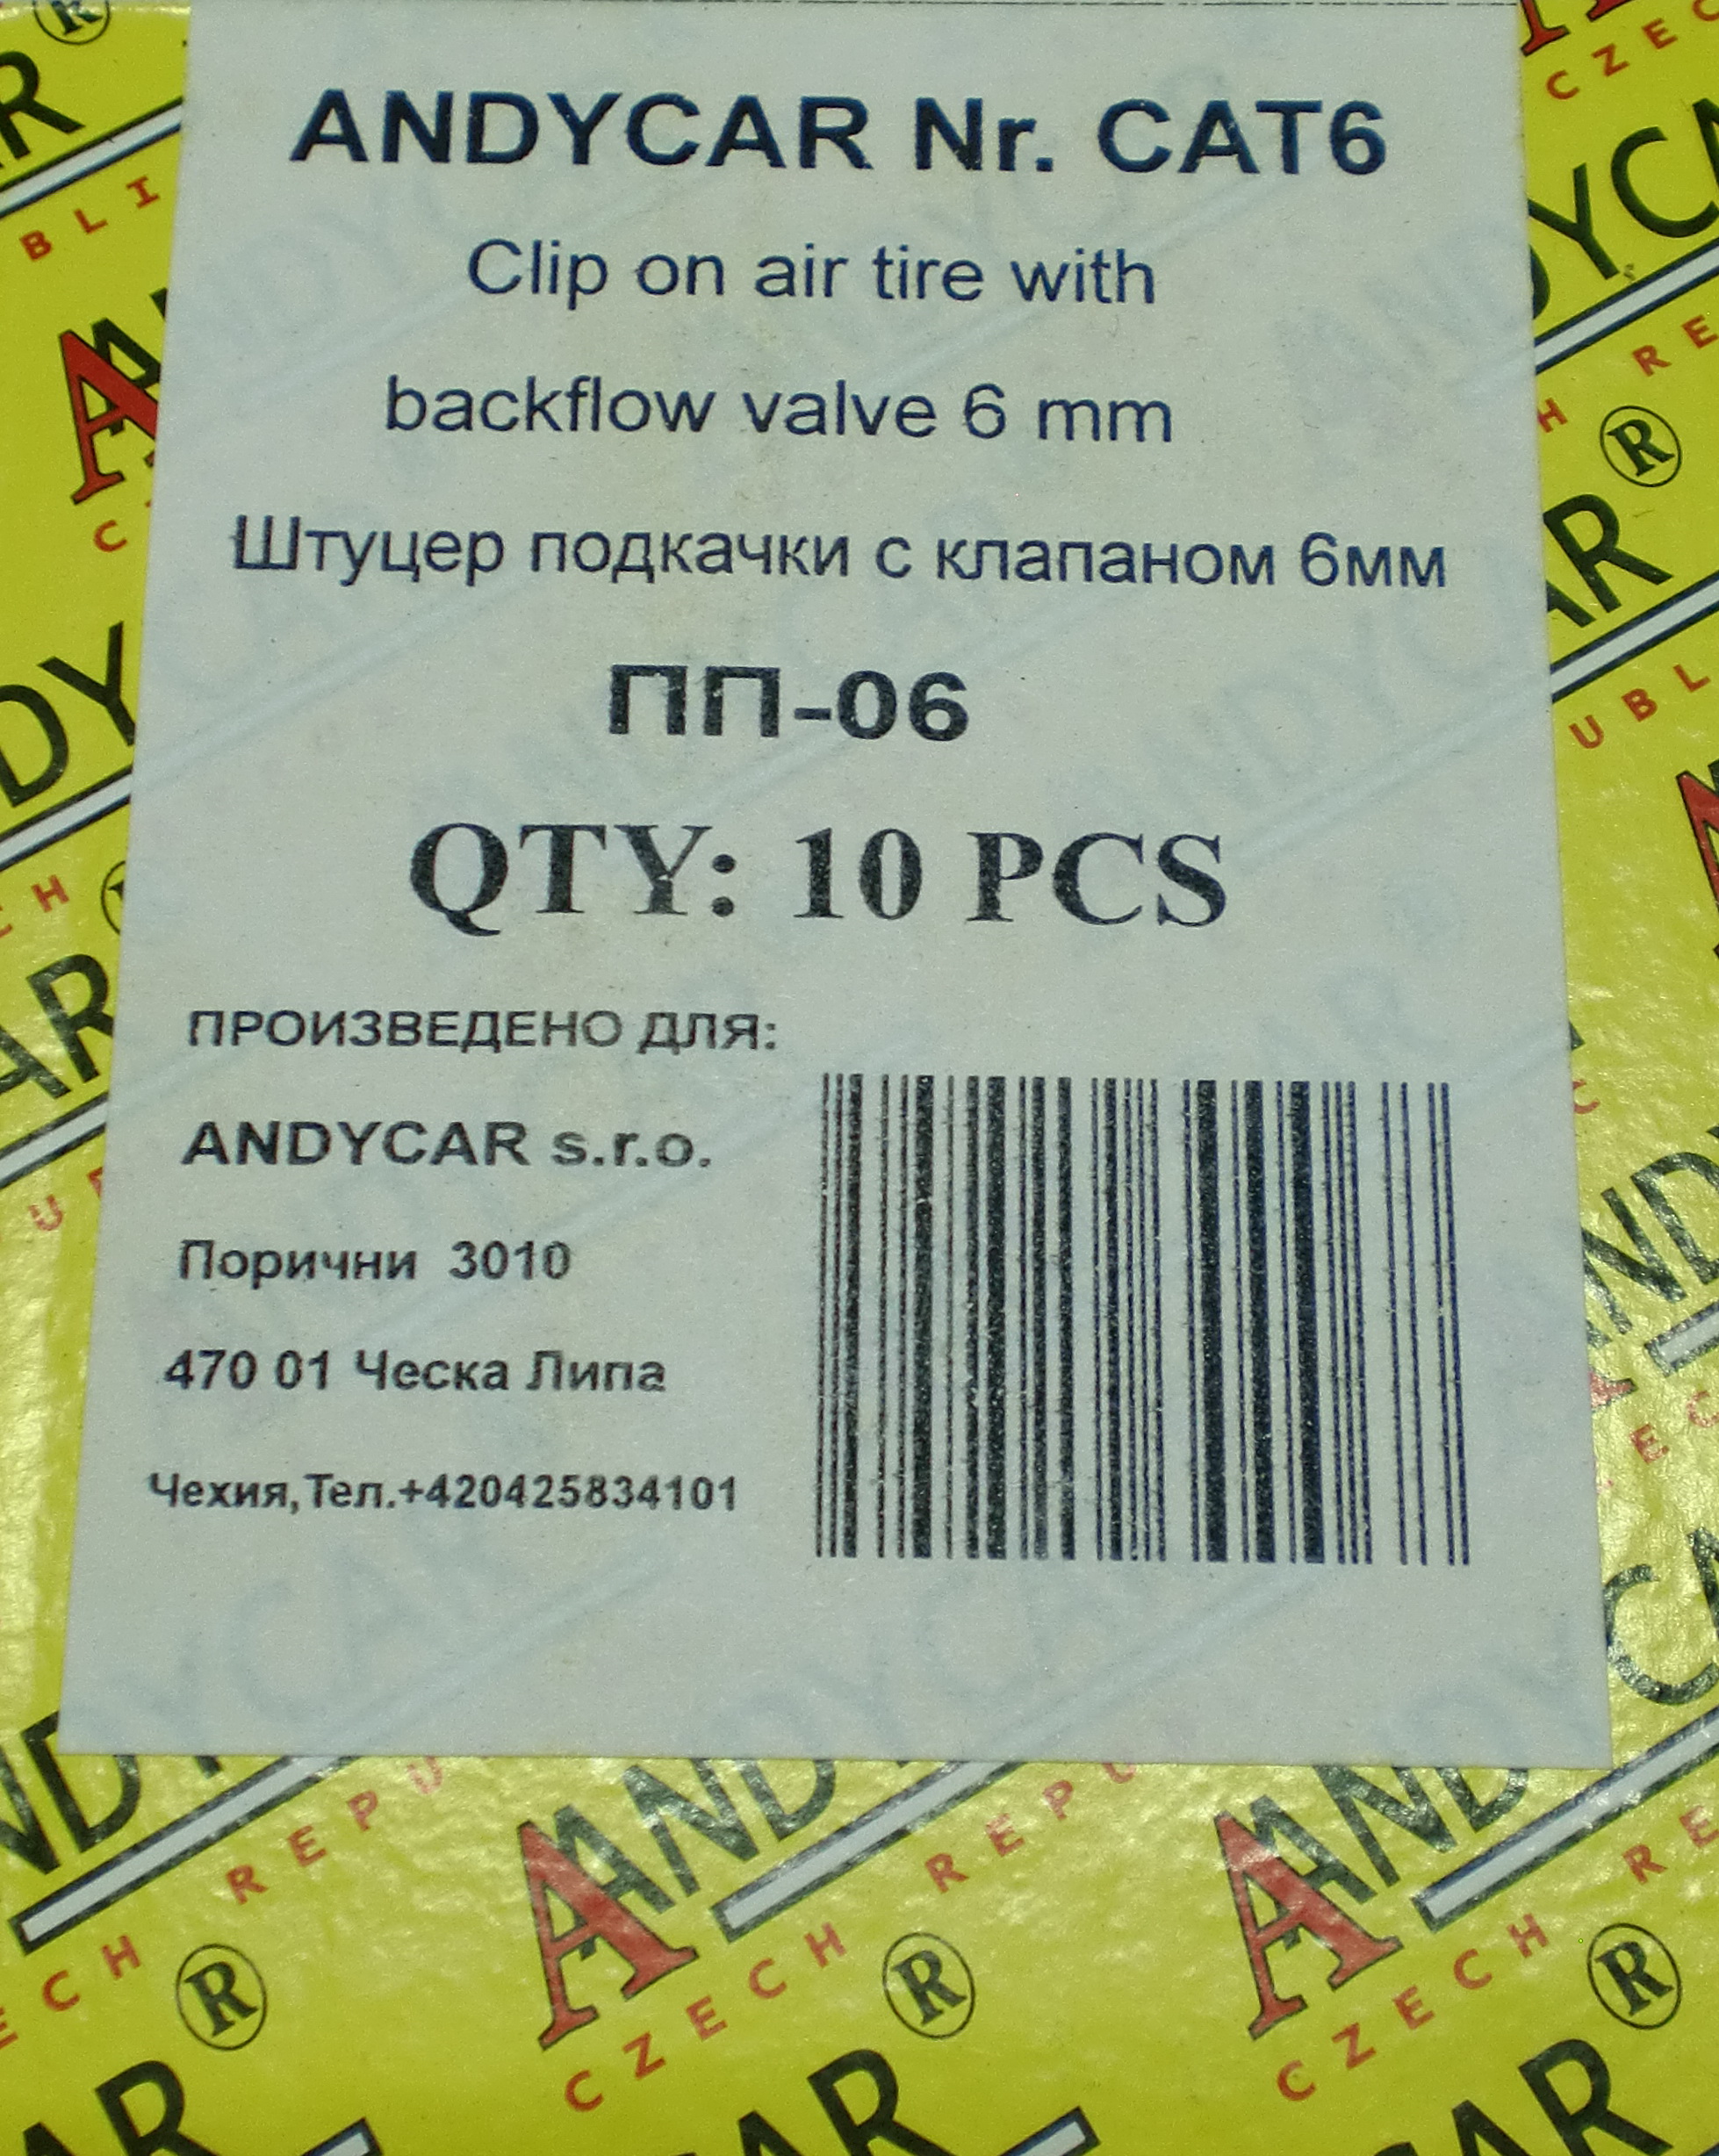 ANDYCAR Nr. CAT6
Clip on air tire with
backflow valve 6 mm
Штуцер подкачки с клапаном 6мм
ПП-06
QTY: 10 PCS
ПРОИЗВЕДЕНО ДЛЯ:
ANDYCAR s.r.o.
Порични 3010
470 01 Ческа Липа
Чехия,Тел.+420425834101